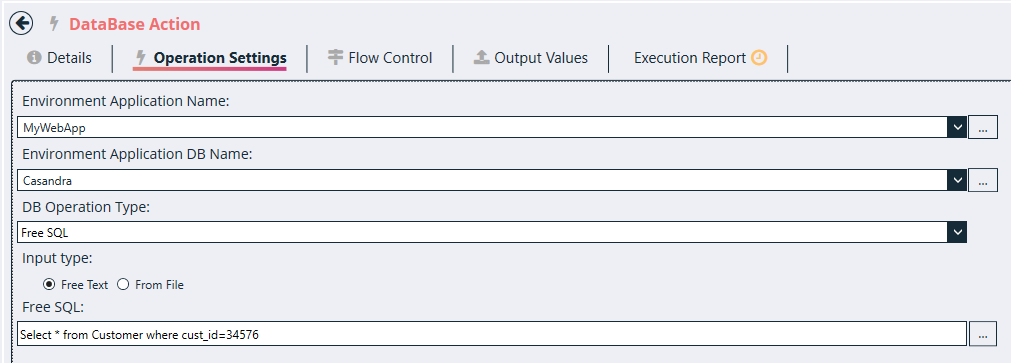 DataBase Action
Details Operation Settings Flow Control Output Values Execution Report
Environment Application Name:
MyWebApp ...
Environment Application DB Name:
Casandra ...
DB Operation Type:
Free SQL
Input type:
Free Text From File
Free SQL:
Select * from Customer where cust_id=34576 ...